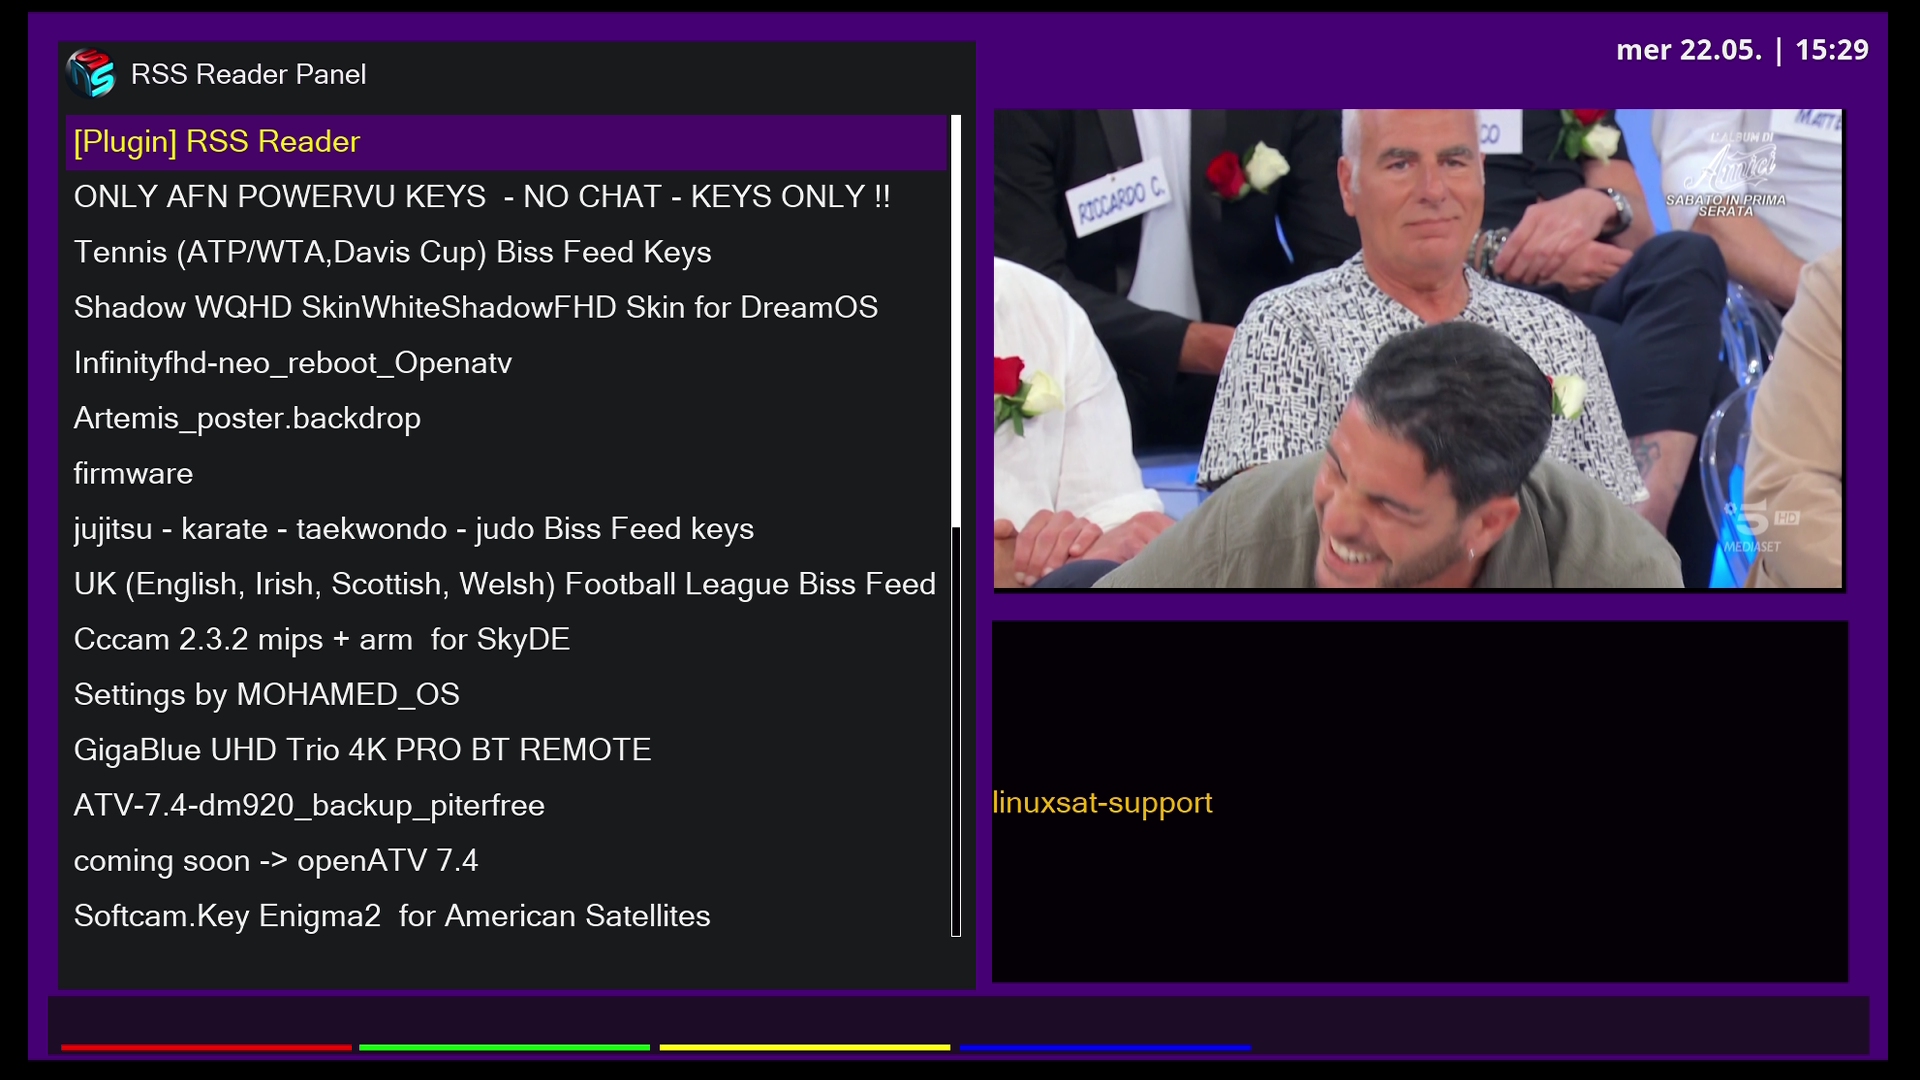 RSS Reader Panel
mer 22.05. | 15:29
[Plugin] RSS Reader
ONLY AFN POWERVU KEYS - NO CHAT - KEYS ONLY !!
Tennis (ATP/WTA,Davis Cup) Biss Feed Keys
Shadow WQHD SkinWhiteShadowFHD Skin for DreamOS
Infinityfhd-neo_reboot_Openatv
Artemis_poster.backdrop
firmware
jujitsu - karate - taekwondo - judo Biss Feed keys
UK (English, Irish, Scottish, Welsh) Football League Biss Feed
Cccam 2.3.2 mips + arm for SkyDE
Settings by MOHAMED_OS
GigaBlue UHD Trio 4K PRO BT REMOTE
ATV-7.4-dm920_backup_piterfree
coming soon -> openATV 7.4
Softcam.Key Enigma2 for American Satellites
RICCARDO C.
CO
MATTE
L'ALBUM DI
Amici
SABATO IN PRIMA
SERATA
5 HD
MEDIASET
linuxsat-support